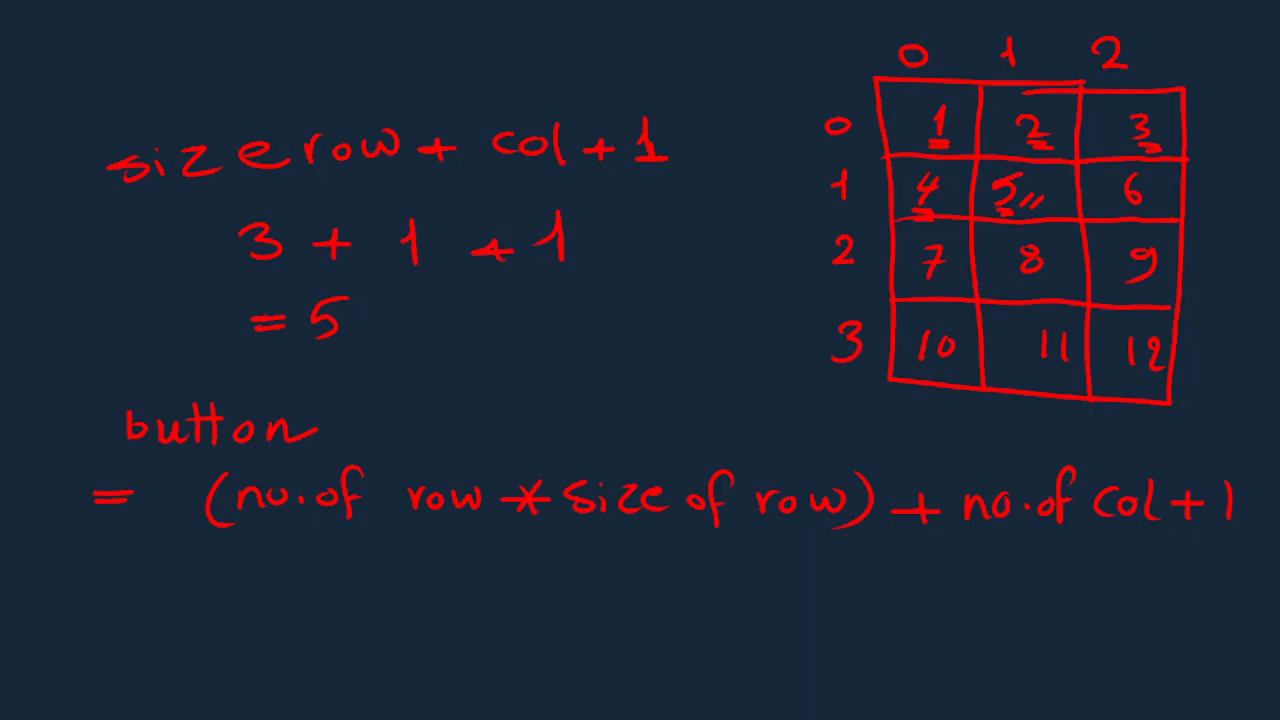 size row + col + 1
3 + 1 + 1
= 5
button
= (no. of row * size of row) + no. of col + 1
0 1 2
0 1 2 3
1 4 5 6
2 7 8 9
3 10 11 12